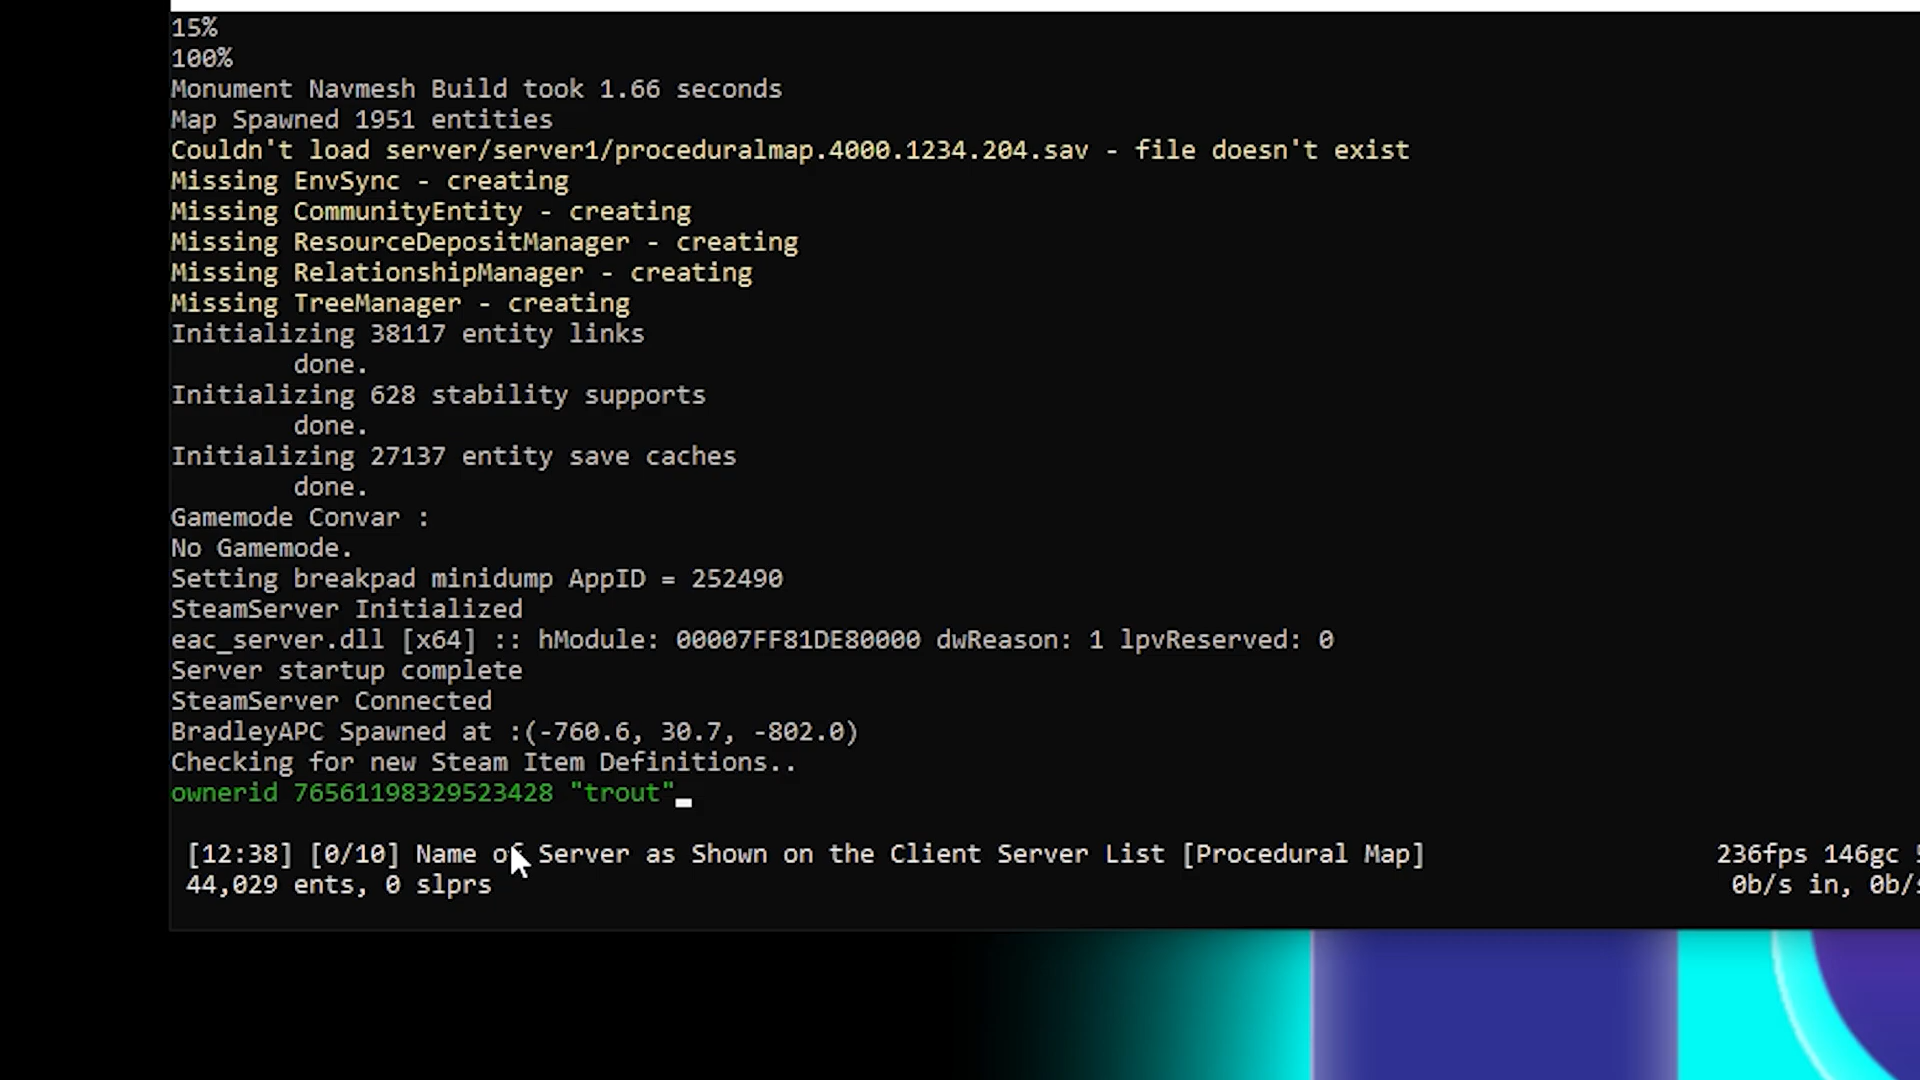 15%
100%
Monument Navmesh Build took 1.66 seconds
Map Spawned 1951 entities
Couldn't load server/server1/proceduralmap.4000.1234.204.sav - file doesn't exist
Missing EnvSync - creating
Missing CommunityEntity - creating
Missing ResourceDepositManager - creating
Missing RelationshipManager - creating
Missing TreeManager - creating
Initializing 38117 entity links
done.
Initializing 628 stability supports
done.
Initializing 27137 entity save caches
done.
Gamemode Convar :
No Gamemode.
Setting breakpad minidump AppID = 252490
SteamServer Initialized
eac_server.dll [x64] :: hModule: 00007FF81DE80000 dwReason: 1 lpvReserved: 0
Server startup complete
SteamServer Connected
BradleyAPC Spawned at :(-760.6, 30.7, -802.0)
Checking for new Steam Item Definitions..
ownerid 76561198329523428 "trout"
[12:38] [0/10] Name of Server as Shown on the Client Server List [Procedural Map] 236fps 146gc
44,029 ents, 0 slprs 0b/s in, 0b/s